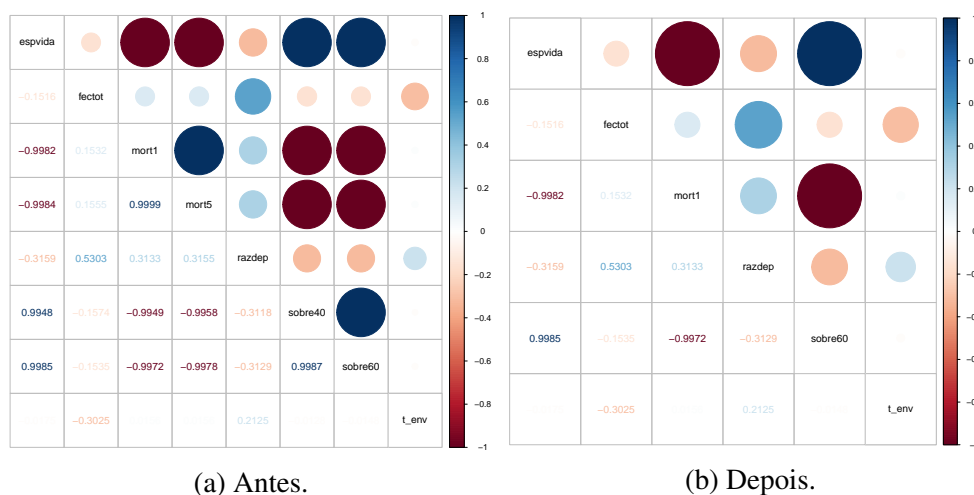 espvida
−0.1516 fectot
−0.9982 0.1532 mort1
−0.9984 0.1555 0.9999 mort5
−0.3159 0.5303 0.3133 0.3155 razdep
0.9948 −0.1574 −0.9949 −0.9958 −0.3118 sobre40
0.9985 −0.1535 −0.9972 −0.9978 −0.3129 0.9987 sobre60
−0.3025 0.2125 t_env
1
0.8
0.6
0.4
0.2
0
−0.2
−0.4
−0.6
−0.8
−1
(a) Antes.
espvida
−0.1516 fectot
−0.9982 0.1532 mort1
−0.3159 0.5303 0.3133 razdep
0.9985 −0.1535 −0.9972 −0.3129 sobre60
−0.3025 0.2125 t_env
(b) Depois.